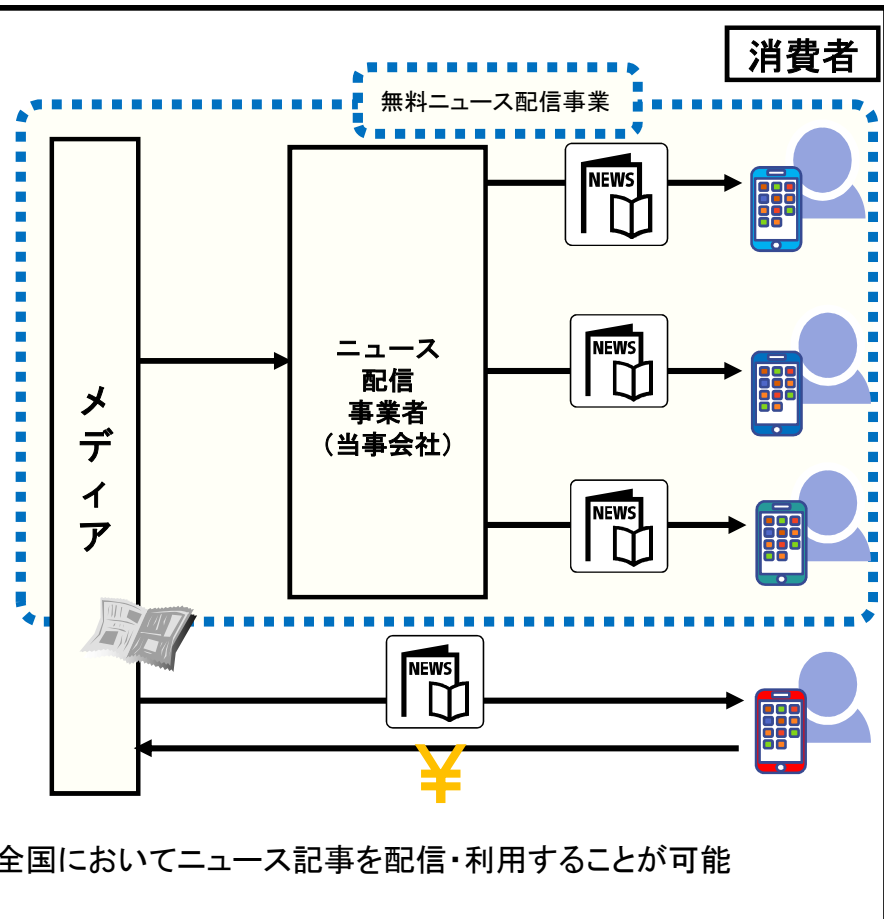 消費者
無料ニュース配信事業
メディア
ニュース
配信
事業者
（当事会社）
NEWS
NEWS
NEWS
NEWS
¥
全国においてニュース記事を配信・利用することが可能